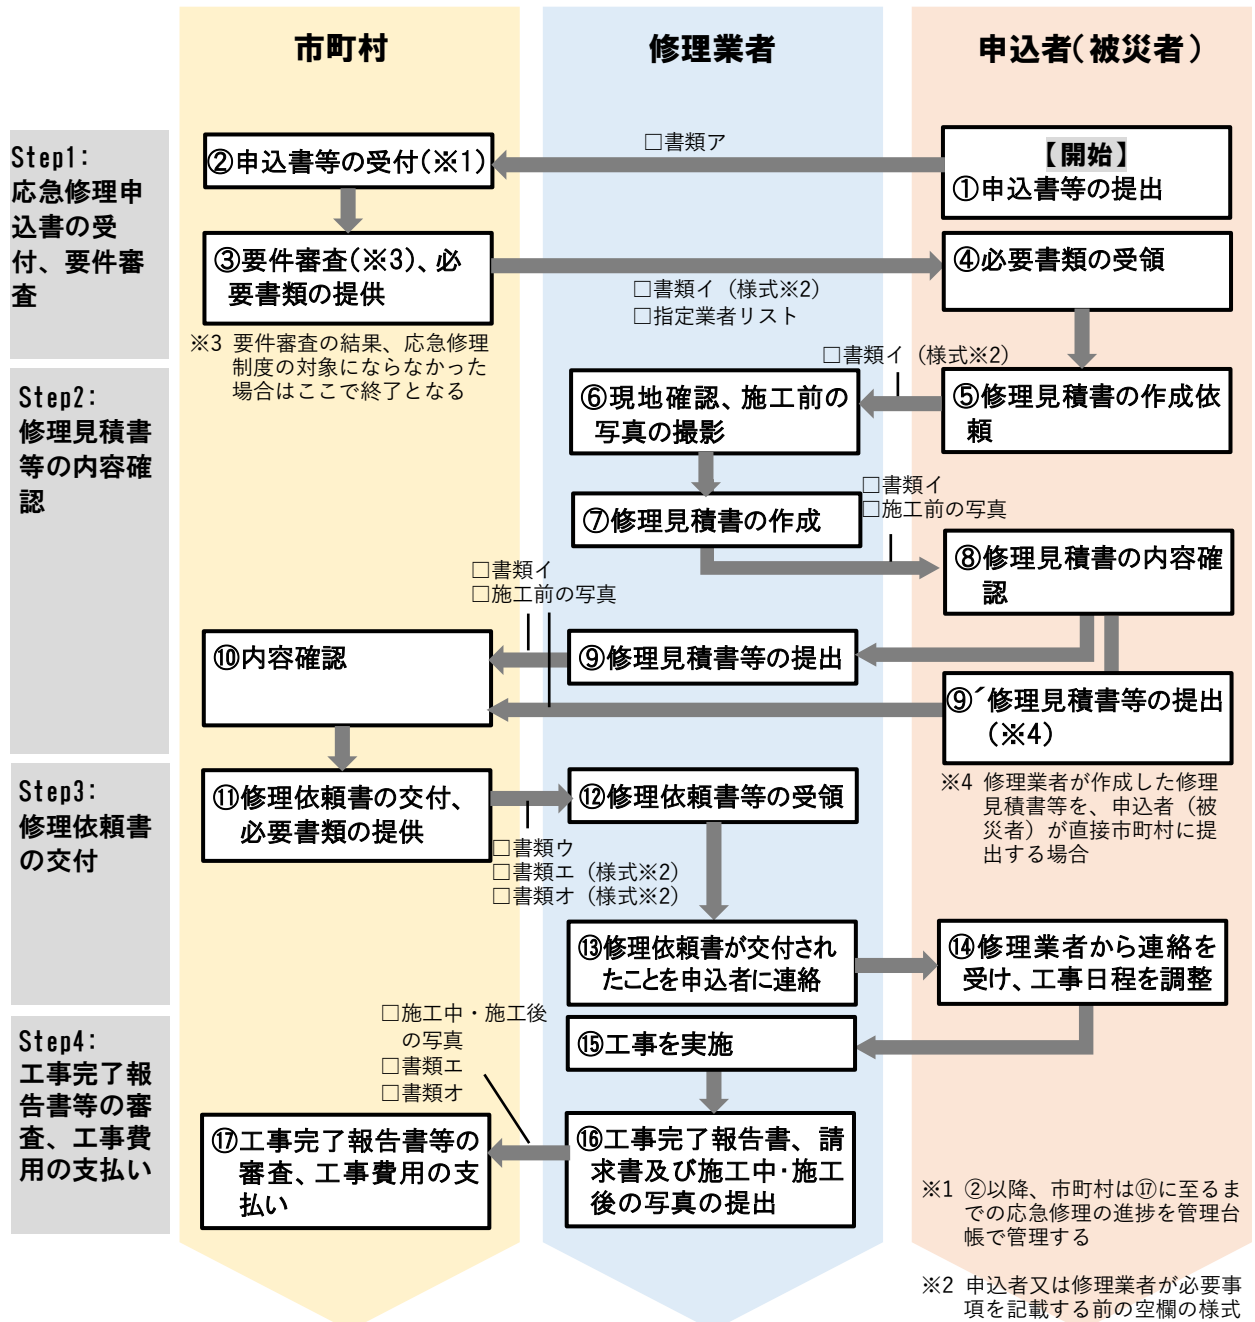 市町村
修理業者
申込者(被災者)
Step1:
応急修理申
込書の受
付、要件審
査
②申込書等の受付(※1)
□書類ア
【開始】
①申込書等の提出
③要件審査(※3)、必
要書類の提供
□書類イ（様式※2）
□指定業者リスト
④必要書類の受領
※3 要件審査の結果、応急修理
制度の対象にならなかった
場合はここで終了となる
Step2:
修理見積書
等の内容確
認
□書類イ（様式※2）
⑤修理見積書の作成依
頼
⑥現地確認、施工前の
写真の撮影
⑦修理見積書の作成
□書類イ
□施工前の写真
⑧修理見積書の内容確
認
□書類イ
□施工前の写真
⑨修理見積書等の提出
⑩内容確認
⑨´修理見積書等の提出
(※4)
※4 修理業者が作成した修理
見積書等を、申込者（被
災者）が直接市町村に提
出する場合
Step3:
修理依頼書
の交付
⑪修理依頼書の交付、
必要書類の提供
□書類ウ
□書類エ（様式※2）
□書類オ（様式※2）
⑫修理依頼書等の受領
⑬修理依頼書が交付され
たことを申込者に連絡
⑭修理業者から連絡を
受け、工事日程を調整
Step4:
工事完了報
告書等の審
査、工事費
用の支払い
⑮工事を実施
□施工中・施工後
の写真
□書類エ
□書類オ
⑯工事完了報告書、請
求書及び施工中・施工
後の写真の提出
⑰工事完了報告書等の
審査、工事費用の支
払い
※1 ②以降、市町村は⑰に至るま
での応急修理の進捗を管理台
帳で管理する
※2 申込者又は修理業者が必要事
項を記載する前の空欄の様式